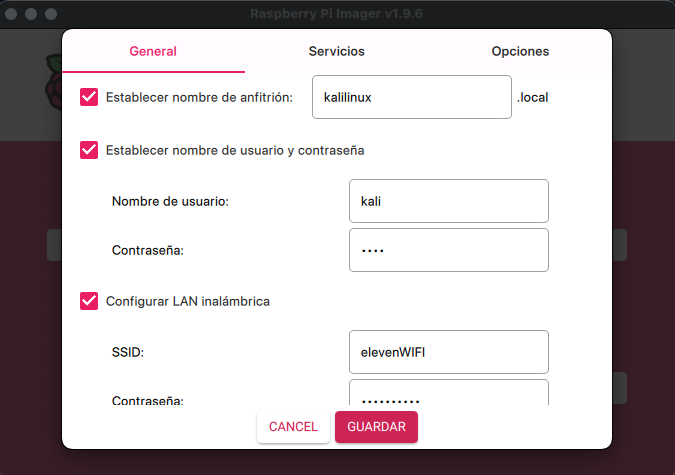 Raspberry Pi Imager v1.9.6
General Servicios Opciones
Establecer nombre de anfitrión: kalilinux .local
Establecer nombre de usuario y contraseña
Nombre de usuario: kali
Contraseña: ••••
Configurar LAN inalámbrica
SSID: elevenWIFI
Contraseña: ••••••••••
CANCEL GUARDAR